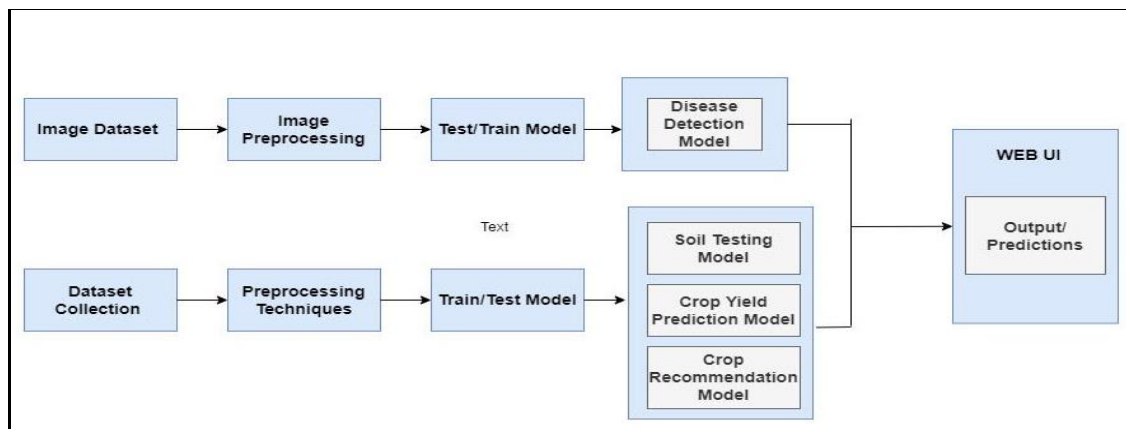 Image Dataset
Image
Preprocessing
Test/Train Model
Disease
Detection
Model
WEB UI
Output/
Predictions
Text
Dataset
Collection
Preprocessing
Techniques
Train/Test Model
Soil Testing
Model
Crop Yield
Prediction Model
Crop
Recommendation
Model